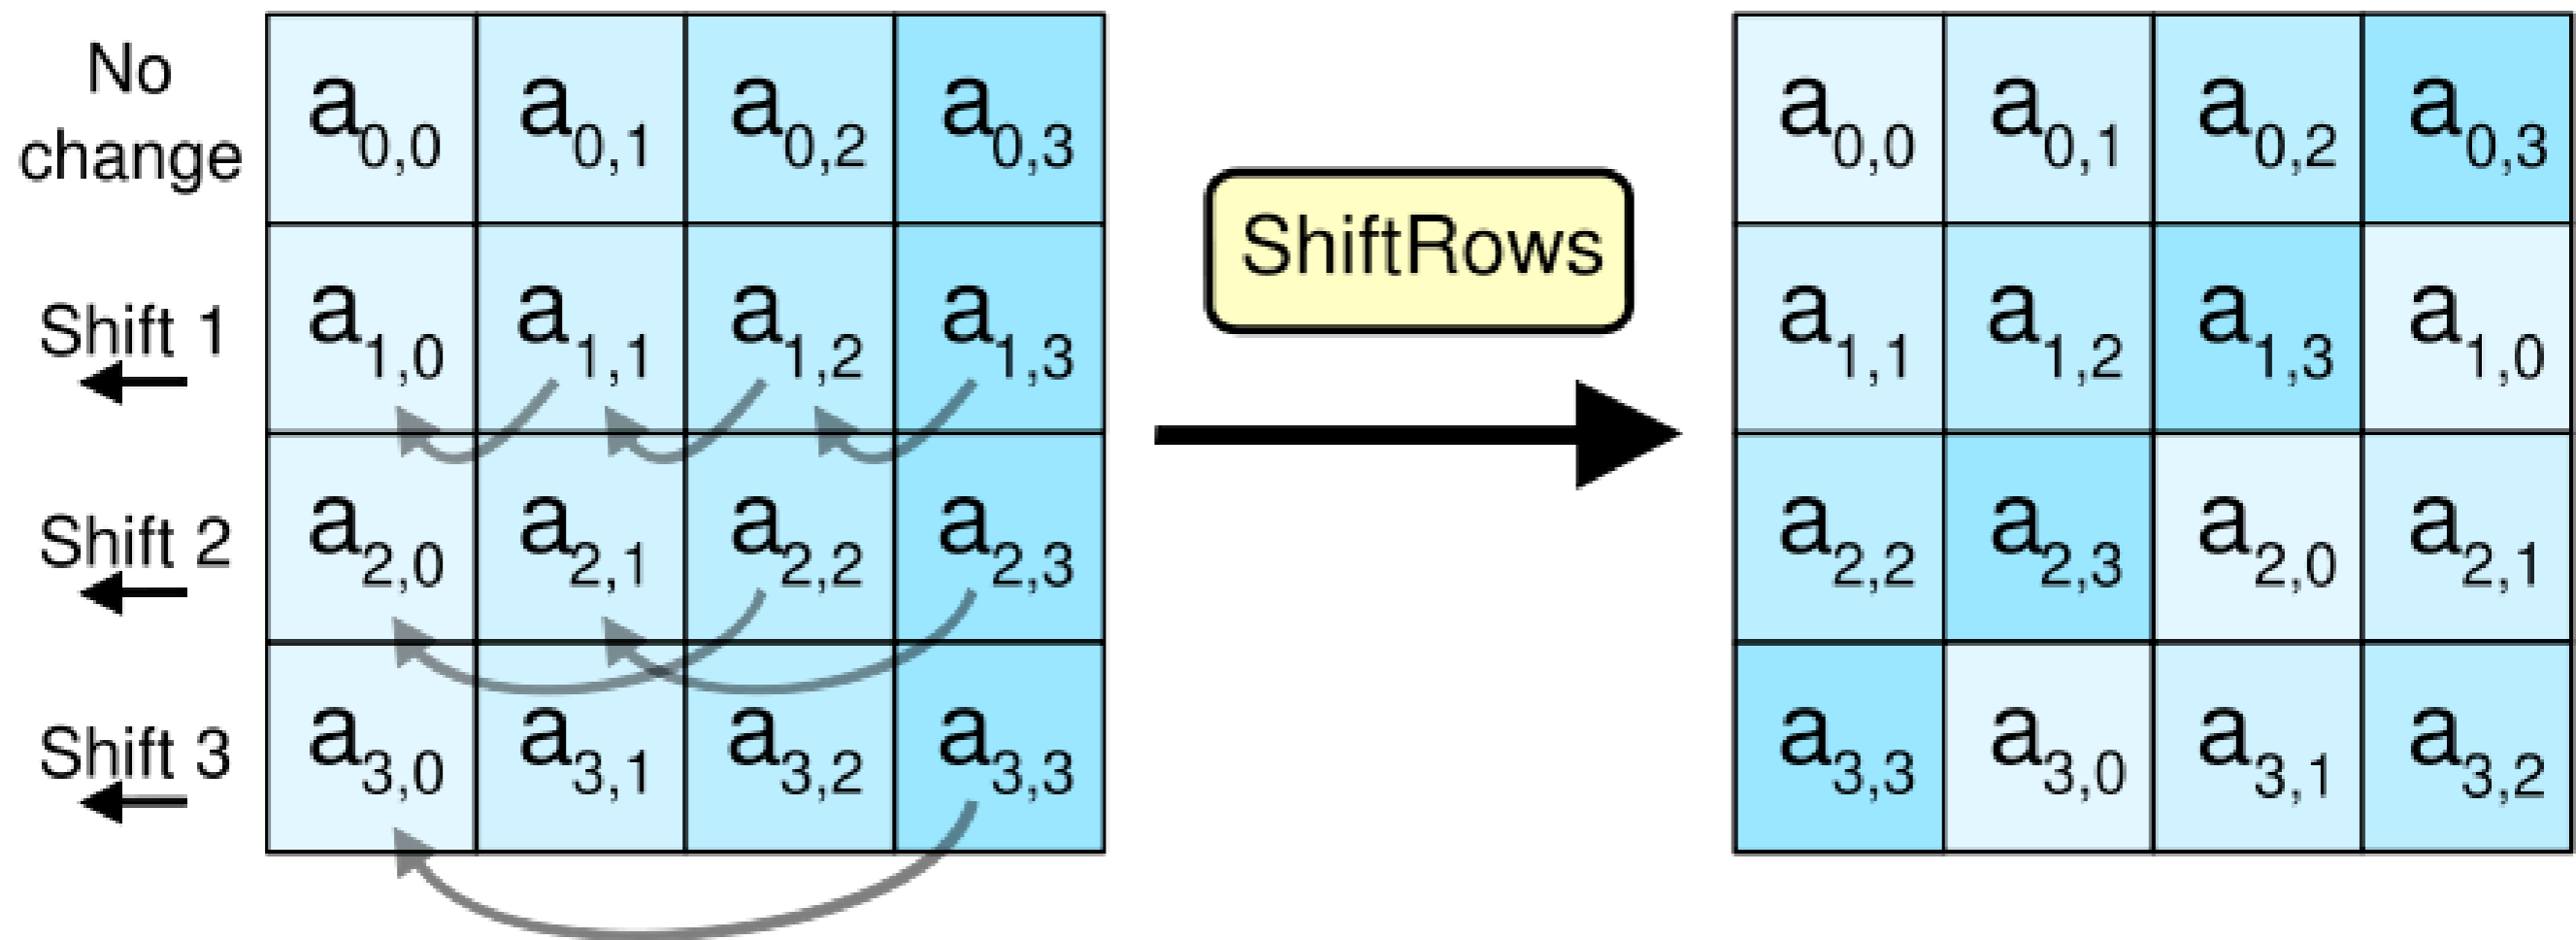 No
change
a0,0 a0,1 a0,2 a0,3
Shift 1
a1,0 a1,1 a1,2 a1,3
Shift 2
a2,0 a2,1 a2,2 a2,3
Shift 3
a3,0 a3,1 a3,2 a3,3
ShiftRows
a0,0 a0,1 a0,2 a0,3
a1,1 a1,2 a1,3 a1,0
a2,2 a2,3 a2,0 a2,1
a3,3 a3,0 a3,1 a3,2